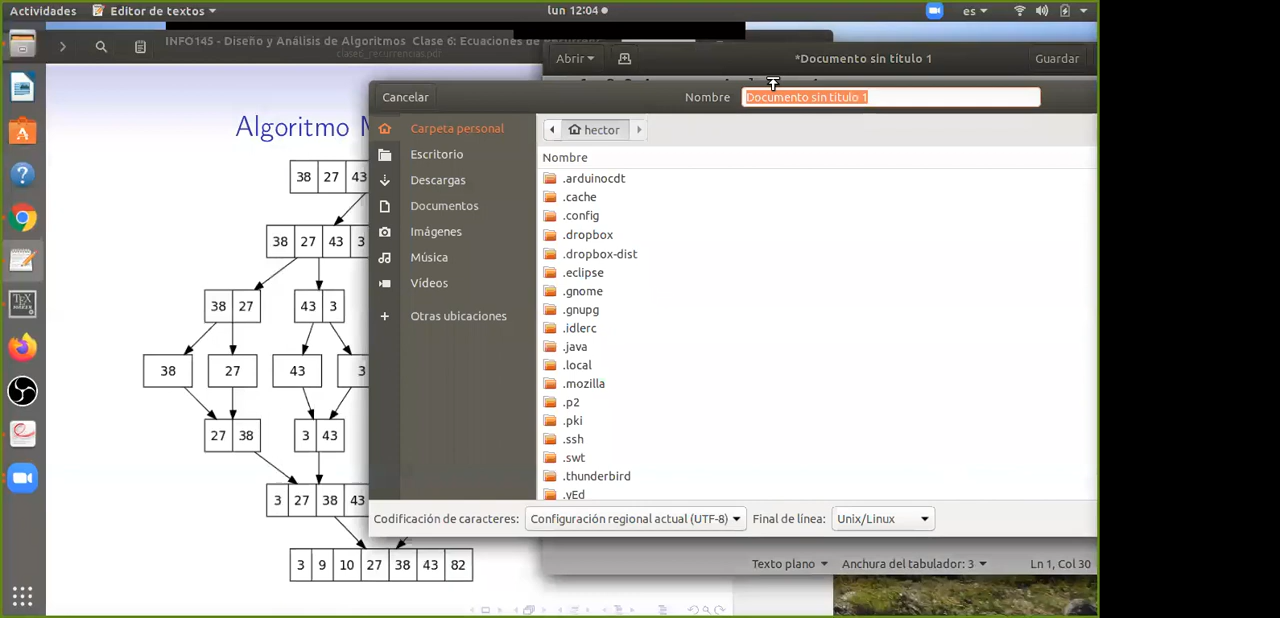 Actividades
Editor de textos
lun 12:04
es
INFO145 - Diseño y Análisis de Algoritmos Clase 6: Ecuaciones de
clase6_recurrencias.pdf
Abrir
*Documento sin título 1
Guardar
Cancelar
Nombre
Documento sin título 1
Carpeta personal
Escritorio
Descargas
Documentos
Imágenes
Música
Vídeos
Otras ubicaciones
hector
Nombre
.arduinocdt
.cache
.config
.dropbox
.dropbox-dist
.eclipse
.gnome
.gnupg
.idlerc
.java
.local
.mozilla
.p2
.pki
.ssh
.swt
.thunderbird
.yEd
Codificación de caracteres:
Configuración regional actual (UTF-8)
Final de línea:
Unix/Linux
Texto plano
Anchura del tabulador: 3
Ln 1, Col 30
Algoritmo
38 27 43
38 27 43 3
38 27 43 3
38 27 43 3
27 38 3 43
3 27 38 43
3 9 10 27 38 43 82
TEX